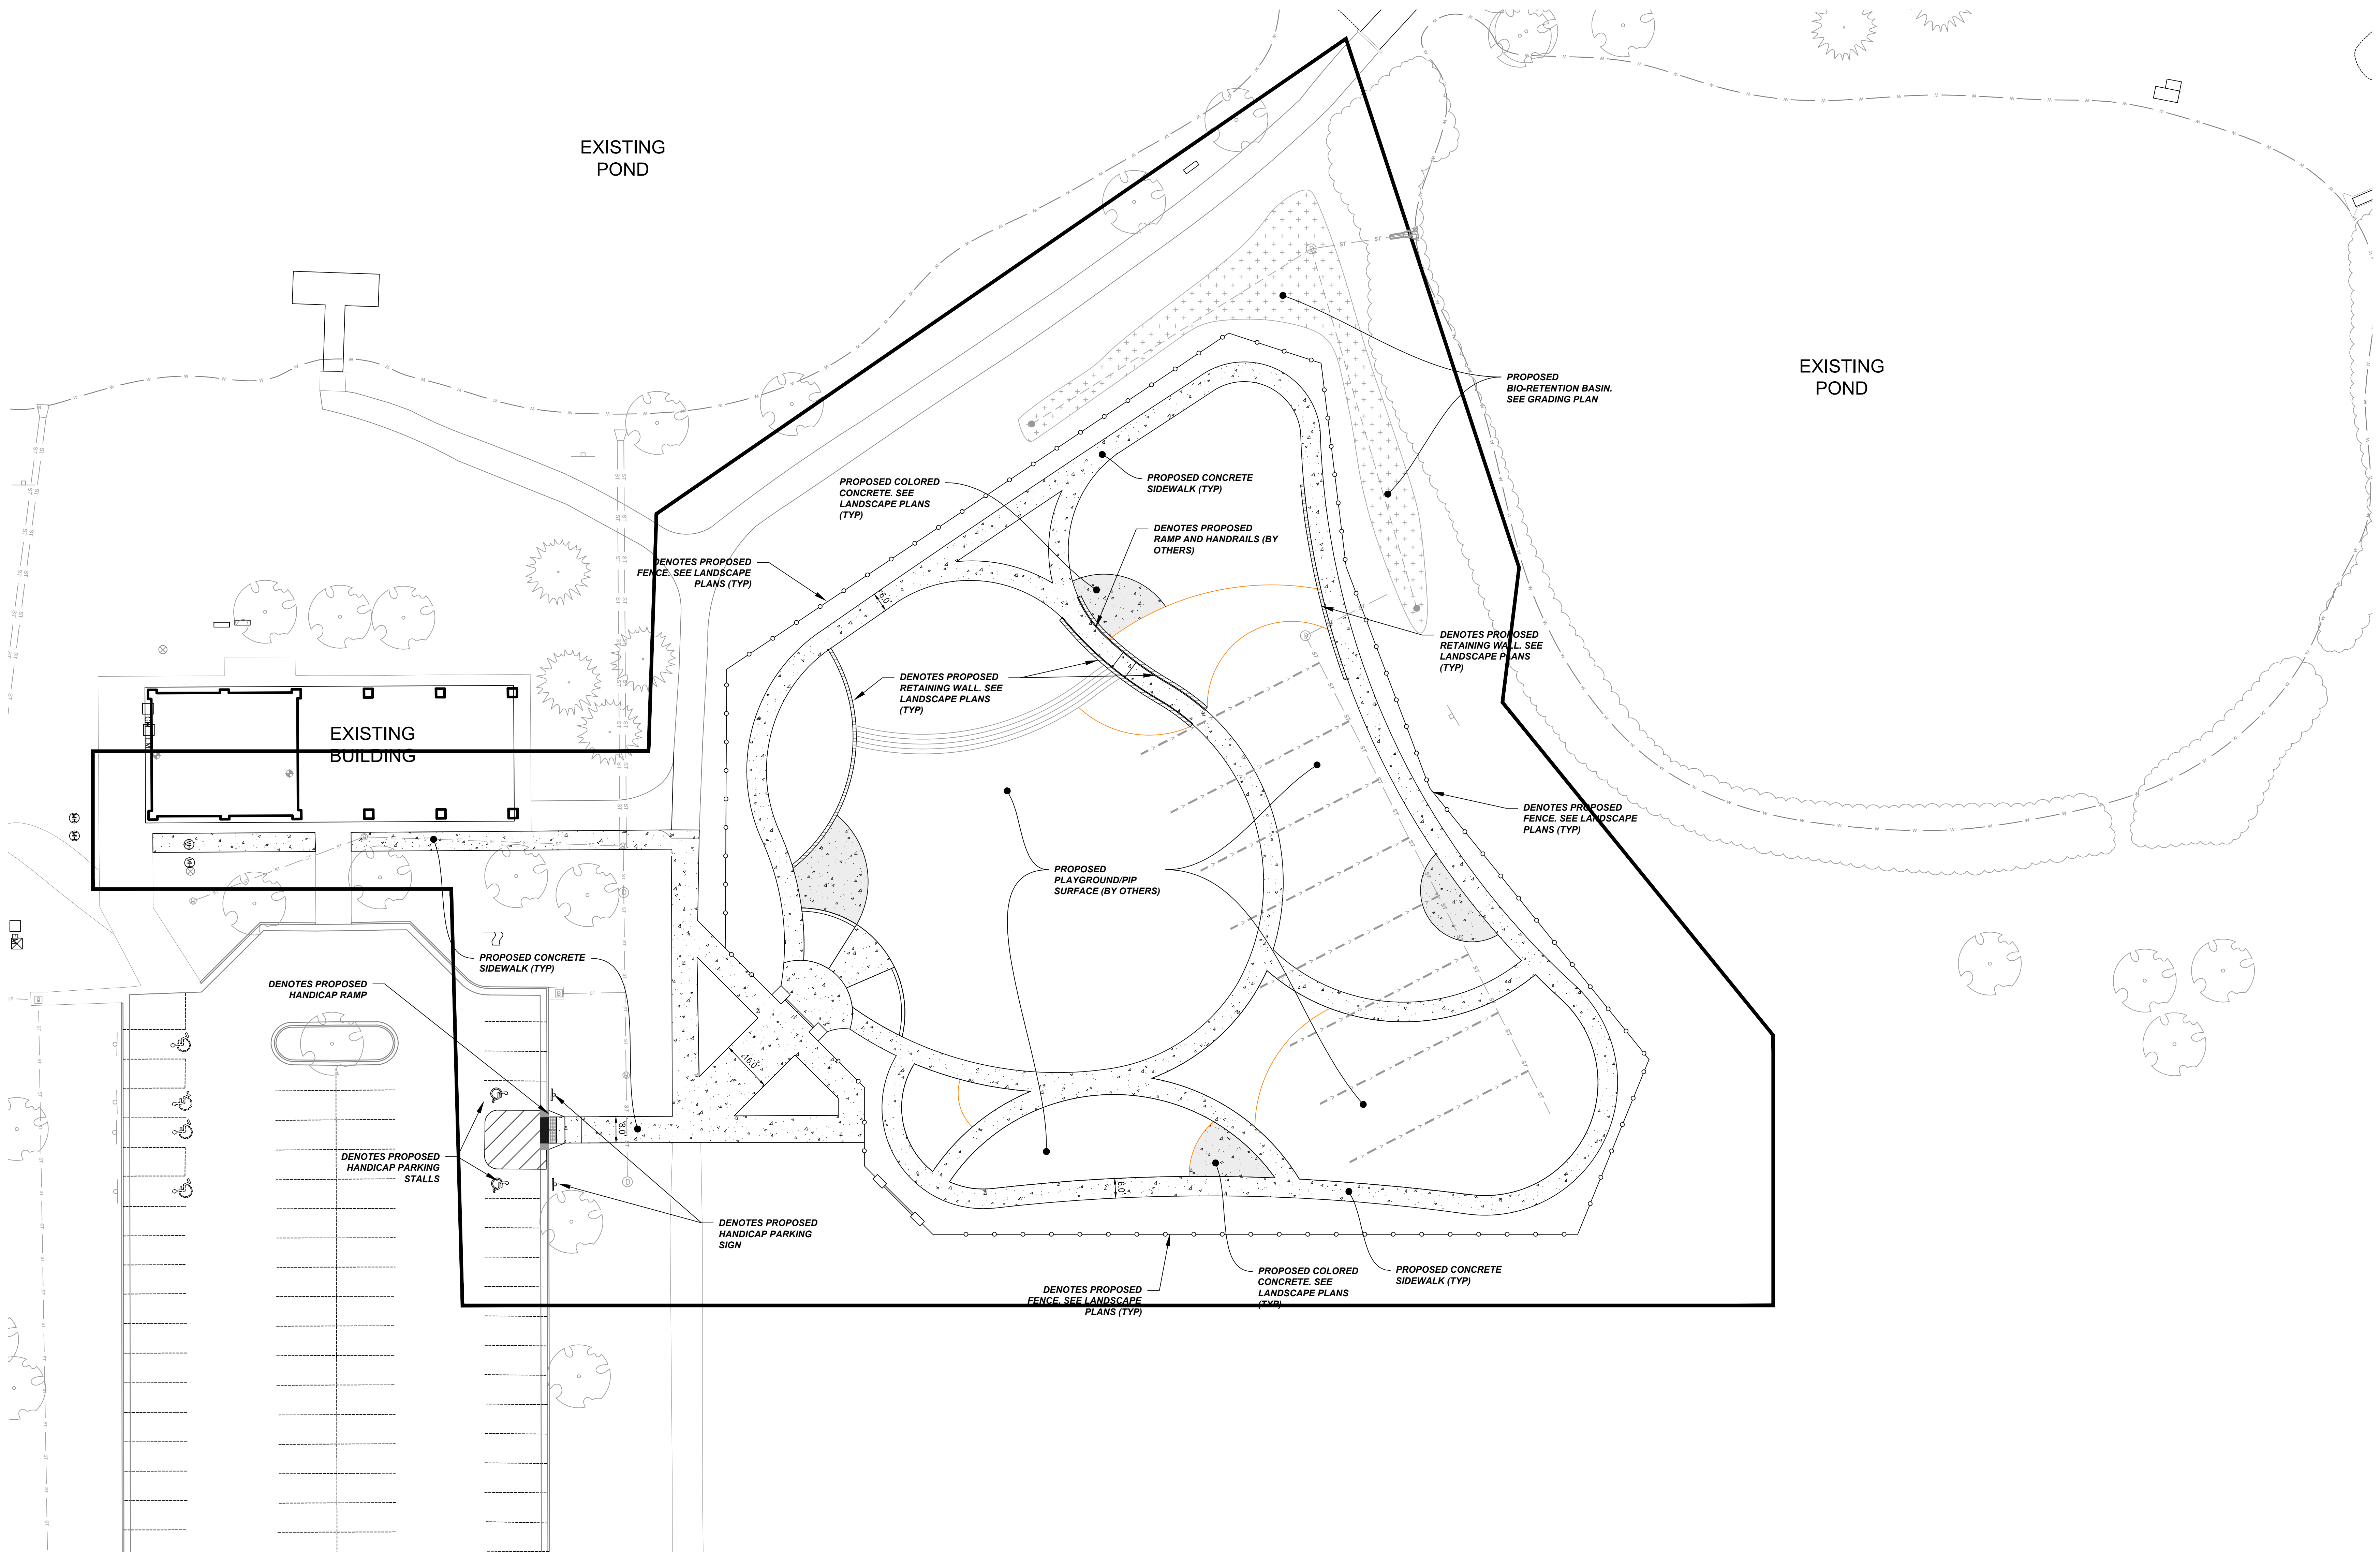 EXISTING
POND
EXISTING
POND
PROPOSED
BIO-RETENTION BASIN.
SEE GRADING PLAN
PROPOSED COLORED
CONCRETE. SEE
LANDSCAPE PLANS
(TYP)
PROPOSED CONCRETE
SIDEWALK (TYP)
DENOTES PROPOSED
RAMP AND HANDRAILS (BY
OTHERS)
DENOTES PROPOSED
FENCE. SEE LANDSCAPE
PLANS (TYP)
6.0'
DENOTES PROPOSED
RETAINING WALL. SEE
LANDSCAPE PLANS
(TYP)
DENOTES PROPOSED
RETAINING WALL. SEE
LANDSCAPE PLANS
(TYP)
EXISTING
BUILDING
DENOTES PROPOSED
FENCE. SEE LANDSCAPE
PLANS (TYP)
PROPOSED
PLAYGROUND/PIP
SURFACE (BY OTHERS)
PROPOSED CONCRETE
SIDEWALK (TYP)
DENOTES PROPOSED
HANDICAP RAMP
16.0'
8.0'
DENOTES PROPOSED
HANDICAP PARKING
STALLS
6.0'
DENOTES PROPOSED
HANDICAP PARKING
SIGN
DENOTES PROPOSED
FENCE. SEE LANDSCAPE
PLANS (TYP)
PROPOSED COLORED
CONCRETE. SEE
LANDSCAPE PLANS
(TYP)
PROPOSED CONCRETE
SIDEWALK (TYP)